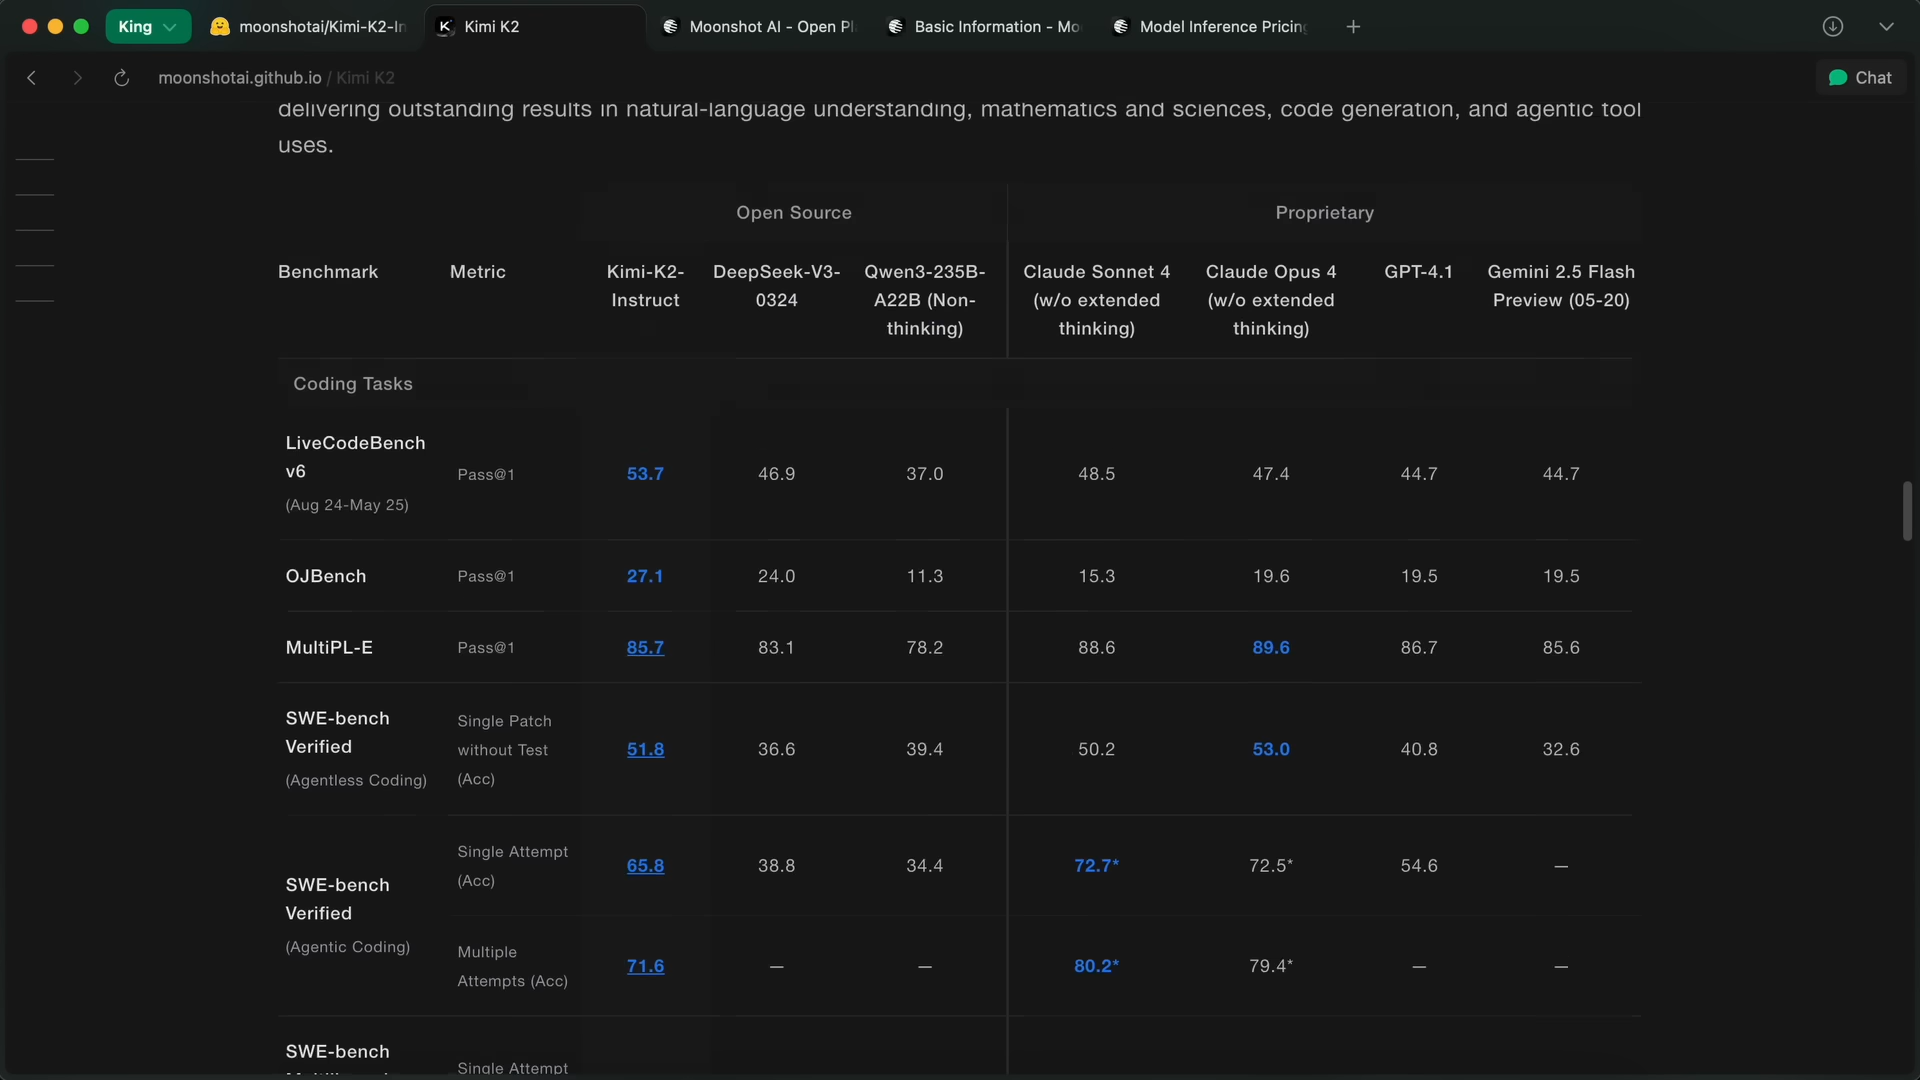 King
moonshotai/Kimi-K2-In
Kimi K2
Moonshot AI - Open Pl
Basic Information - Mo
Model Inference Pricing
moonshotai.github.io / Kimi K2
Chat
delivering outstanding results in natural-language understanding, mathematics and sciences, code generation, and agentic tool
uses.
Open Source
Proprietary
Benchmark
Metric
Kimi-K2-
Instruct
DeepSeek-V3-
0324
Qwen3-235B-
A22B (Non-
thinking)
Claude Sonnet 4
(w/o extended
thinking)
Claude Opus 4
(w/o extended
thinking)
GPT-4.1
Gemini 2.5 Flash
Preview (05-20)
Coding Tasks
LiveCodeBench
v6
(Aug 24-May 25)
Pass@1
53.7
46.9
37.0
48.5
47.4
44.7
44.7
OJBench
Pass@1
27.1
24.0
11.3
15.3
19.6
19.5
19.5
MultiPL-E
Pass@1
85.7
83.1
78.2
88.6
89.6
86.7
85.6
SWE-bench
Verified
(Agentless Coding)
Single Patch
without Test
(Acc)
51.8
36.6
39.4
50.2
53.0
40.8
32.6
SWE-bench
Verified
(Agentic Coding)
Single Attempt
(Acc)
65.8
38.8
34.4
72.7*
72.5*
54.6
—
Multiple
Attempts (Acc)
71.6
—
—
80.2*
79.4*
—
—
SWE-bench
Single Attempt